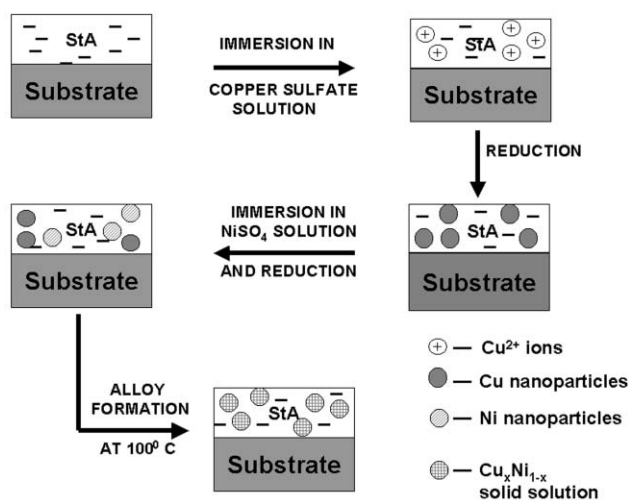 StA
Substrate
IMMERSION IN
COPPER SULFATE
SOLUTION
StA
Substrate
REDUCTION
StA
Substrate
IMMERSION IN
NiSO₄ SOLUTION
AND REDUCTION
StA
Substrate
ALLOY
FORMATION
AT 100⁰ C
StA
Substrate
— Cu²⁺ ions
— Cu nanoparticles
— Ni nanoparticles
— CuₓNi₁₋ₓ
solid solution